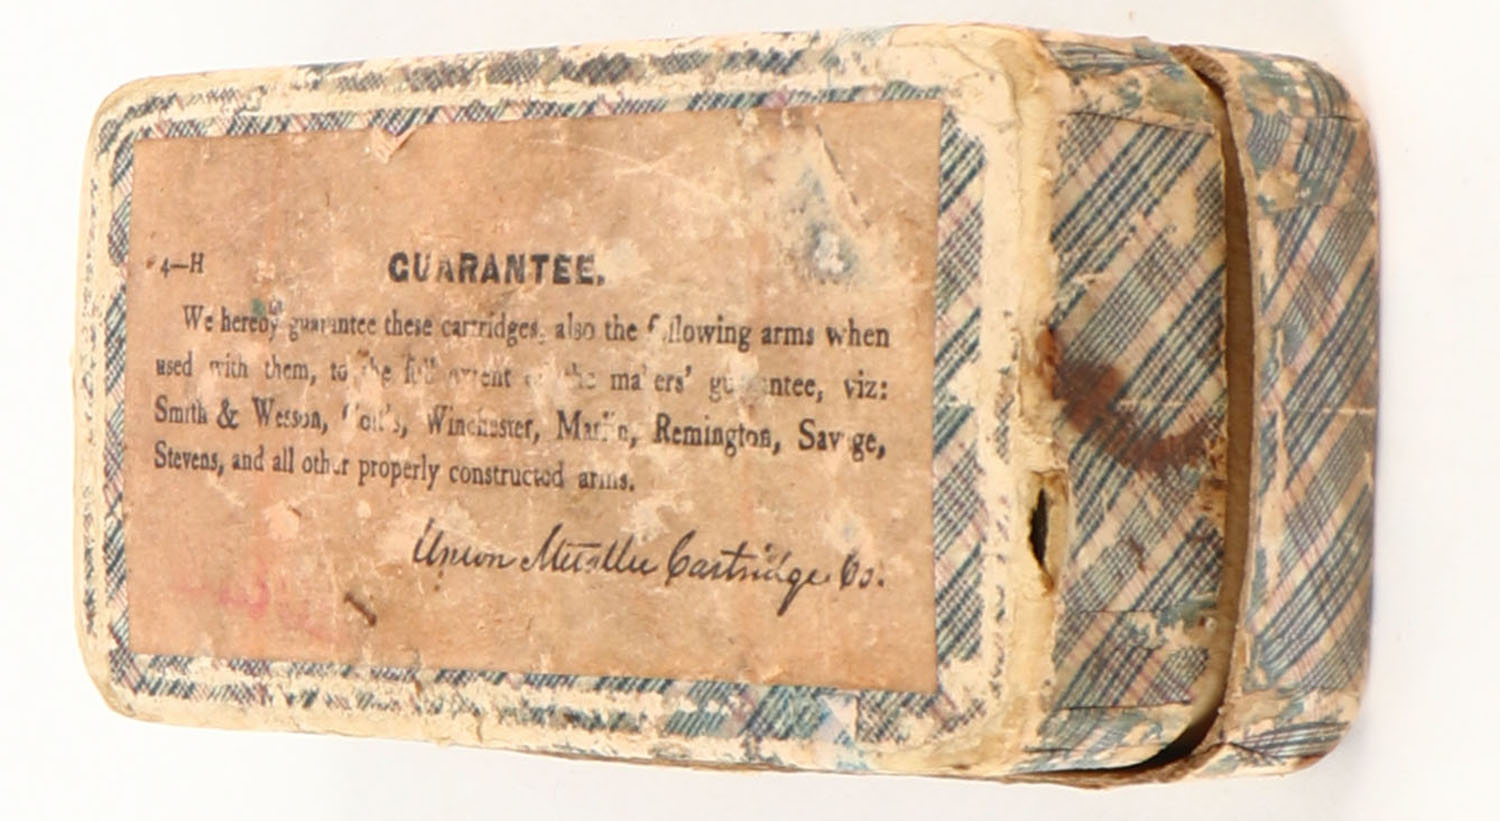 4—H
GUARANTEE.
We hereby guarantee these cartridges, also the following arms when
used with them, to the full extent of the makers' guarantee, viz:
Smith & Wesson, Colt's, Winchester, Marlin, Remington, Savage,
Stevens, and all other properly constructed arms.
Union Metallic Cartridge Co.